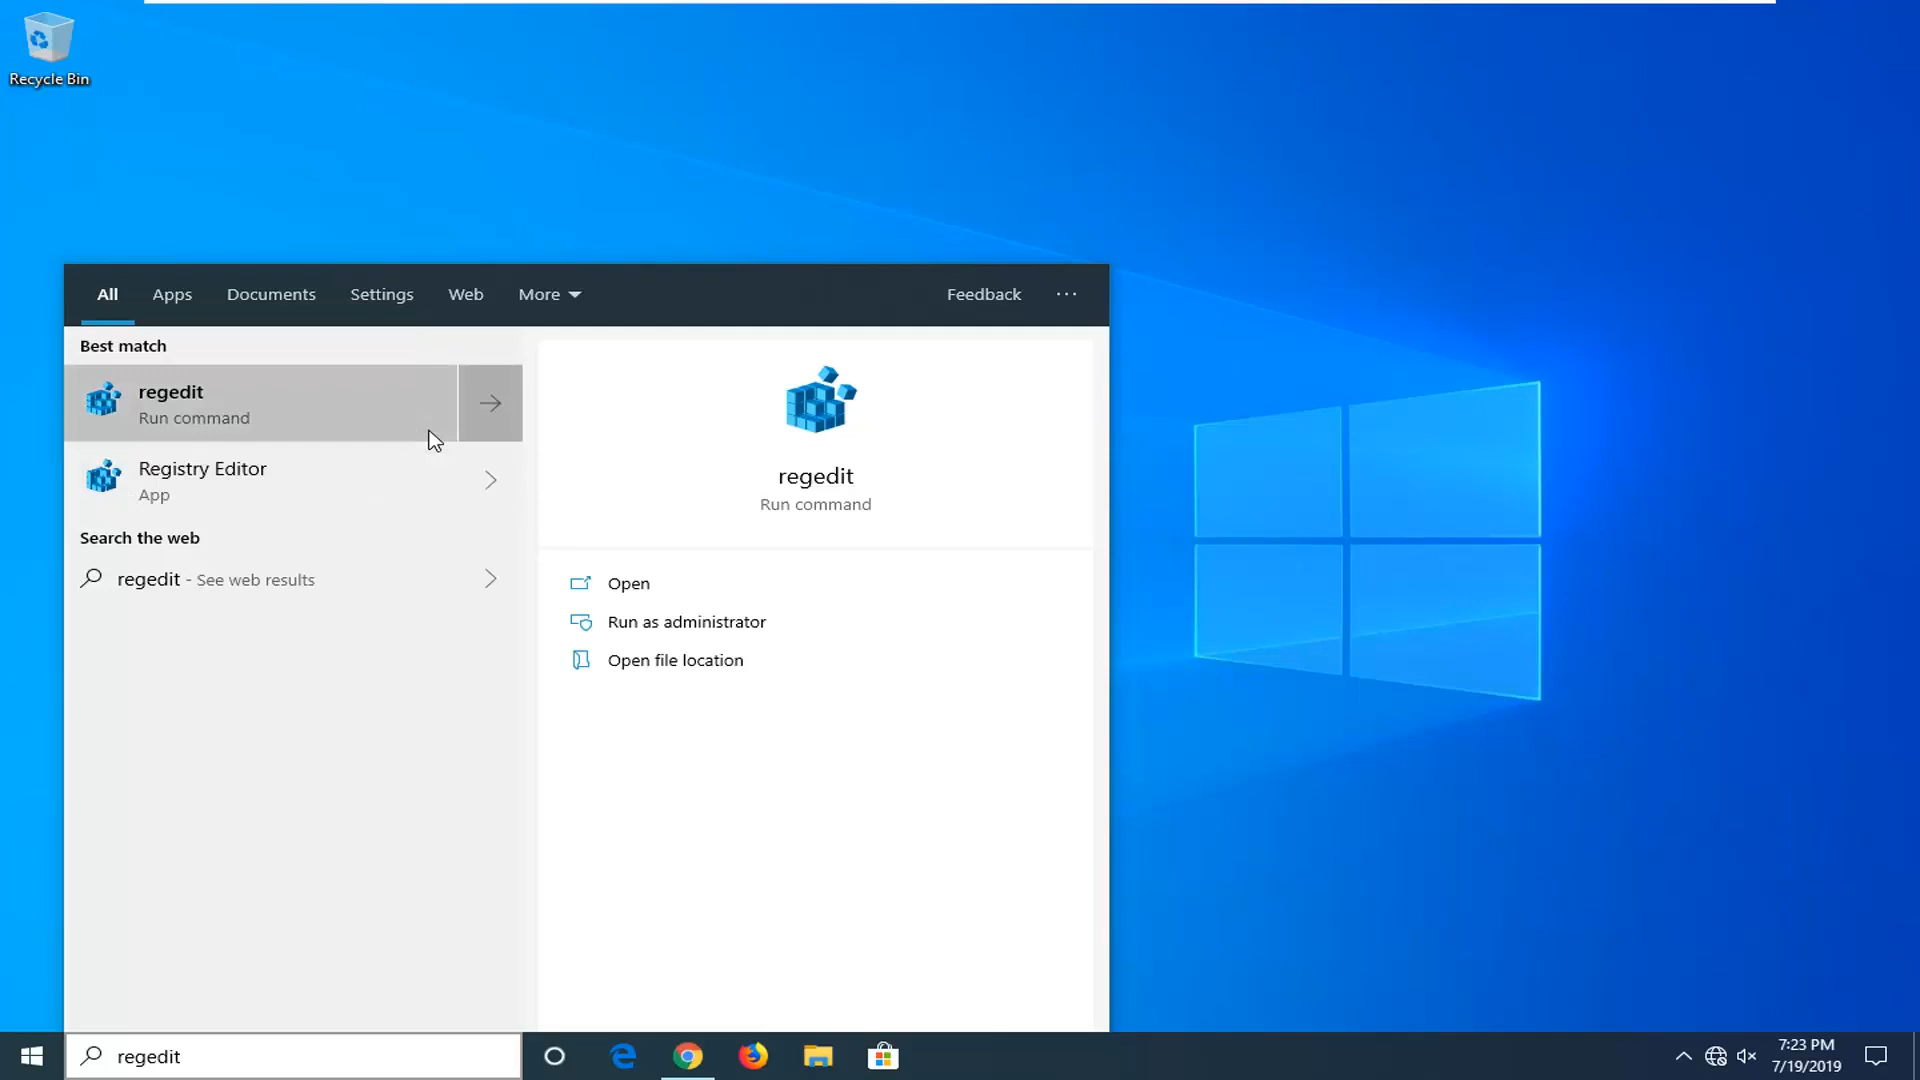 Recycle Bin
All Apps Documents Settings Web More Feedback ···
Best match
regedit
Run command
Registry Editor
App
Search the web
regedit - See web results
regedit
Run command
Open
Run as administrator
Open file location
regedit
7:23 PM
7/19/2019